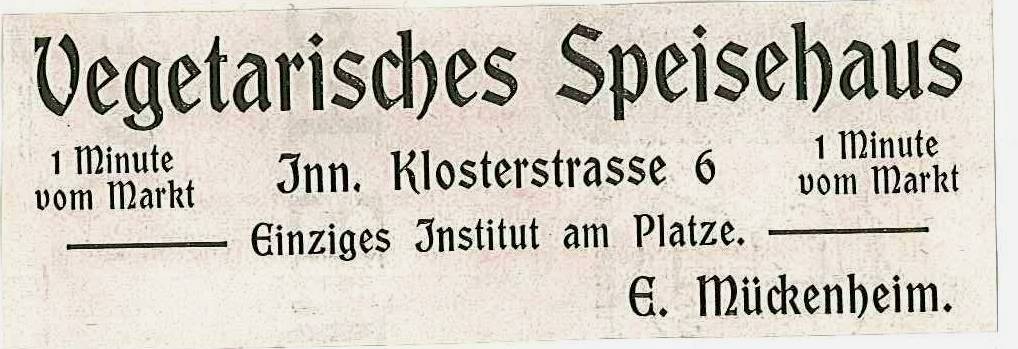 Vegetarisches Speisehaus
1 Minute
vom Markt
Inn. Klosterstrasse 6
1 Minute
vom Markt
Einziges Institut am Platze.
E. Mückenheim.